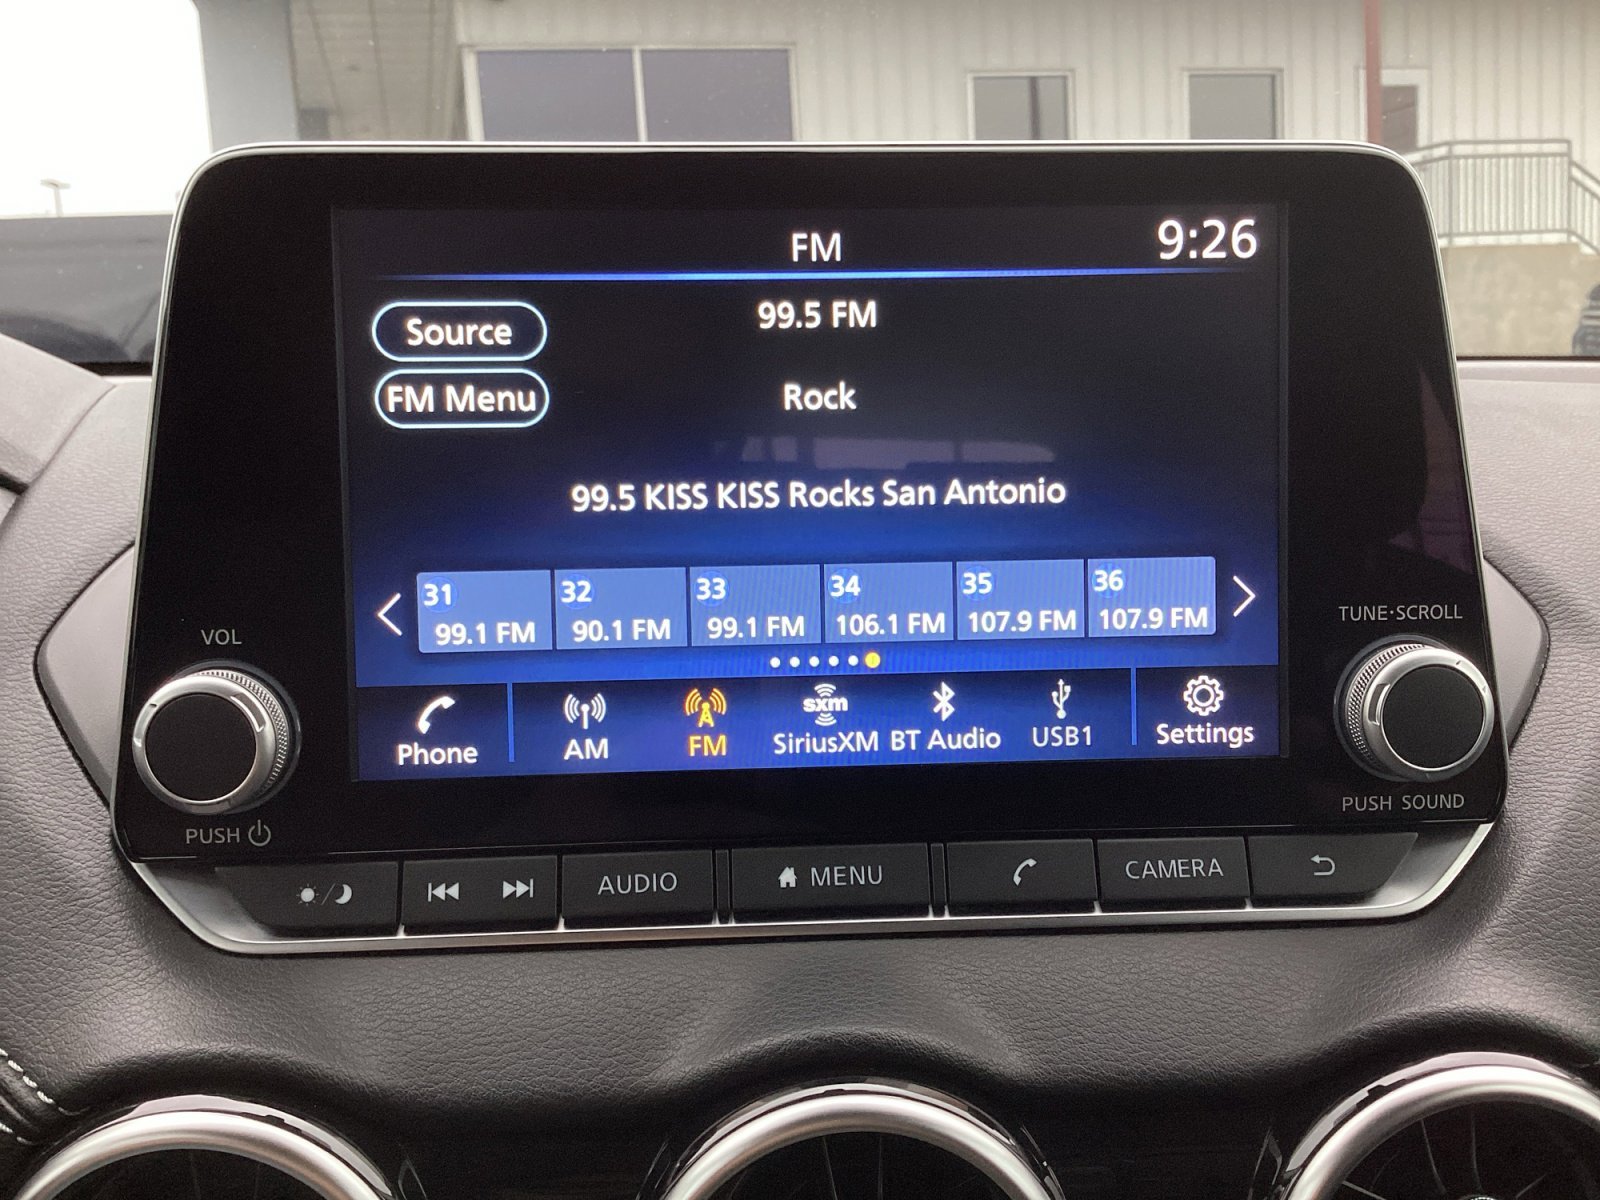 FM
9:26
Source
99.5 FM
FM Menu
Rock
99.5 KISS KISS Rocks San Antonio
31 32 33 34 35 36
99.1 FM 90.1 FM 99.1 FM 106.1 FM 107.9 FM 107.9 FM
VOL
TUNE·SCROLL
sxm
Phone AM FM SiriusXM BT Audio USB1 Settings
PUSH
PUSH SOUND
AUDIO MENU CAMERA